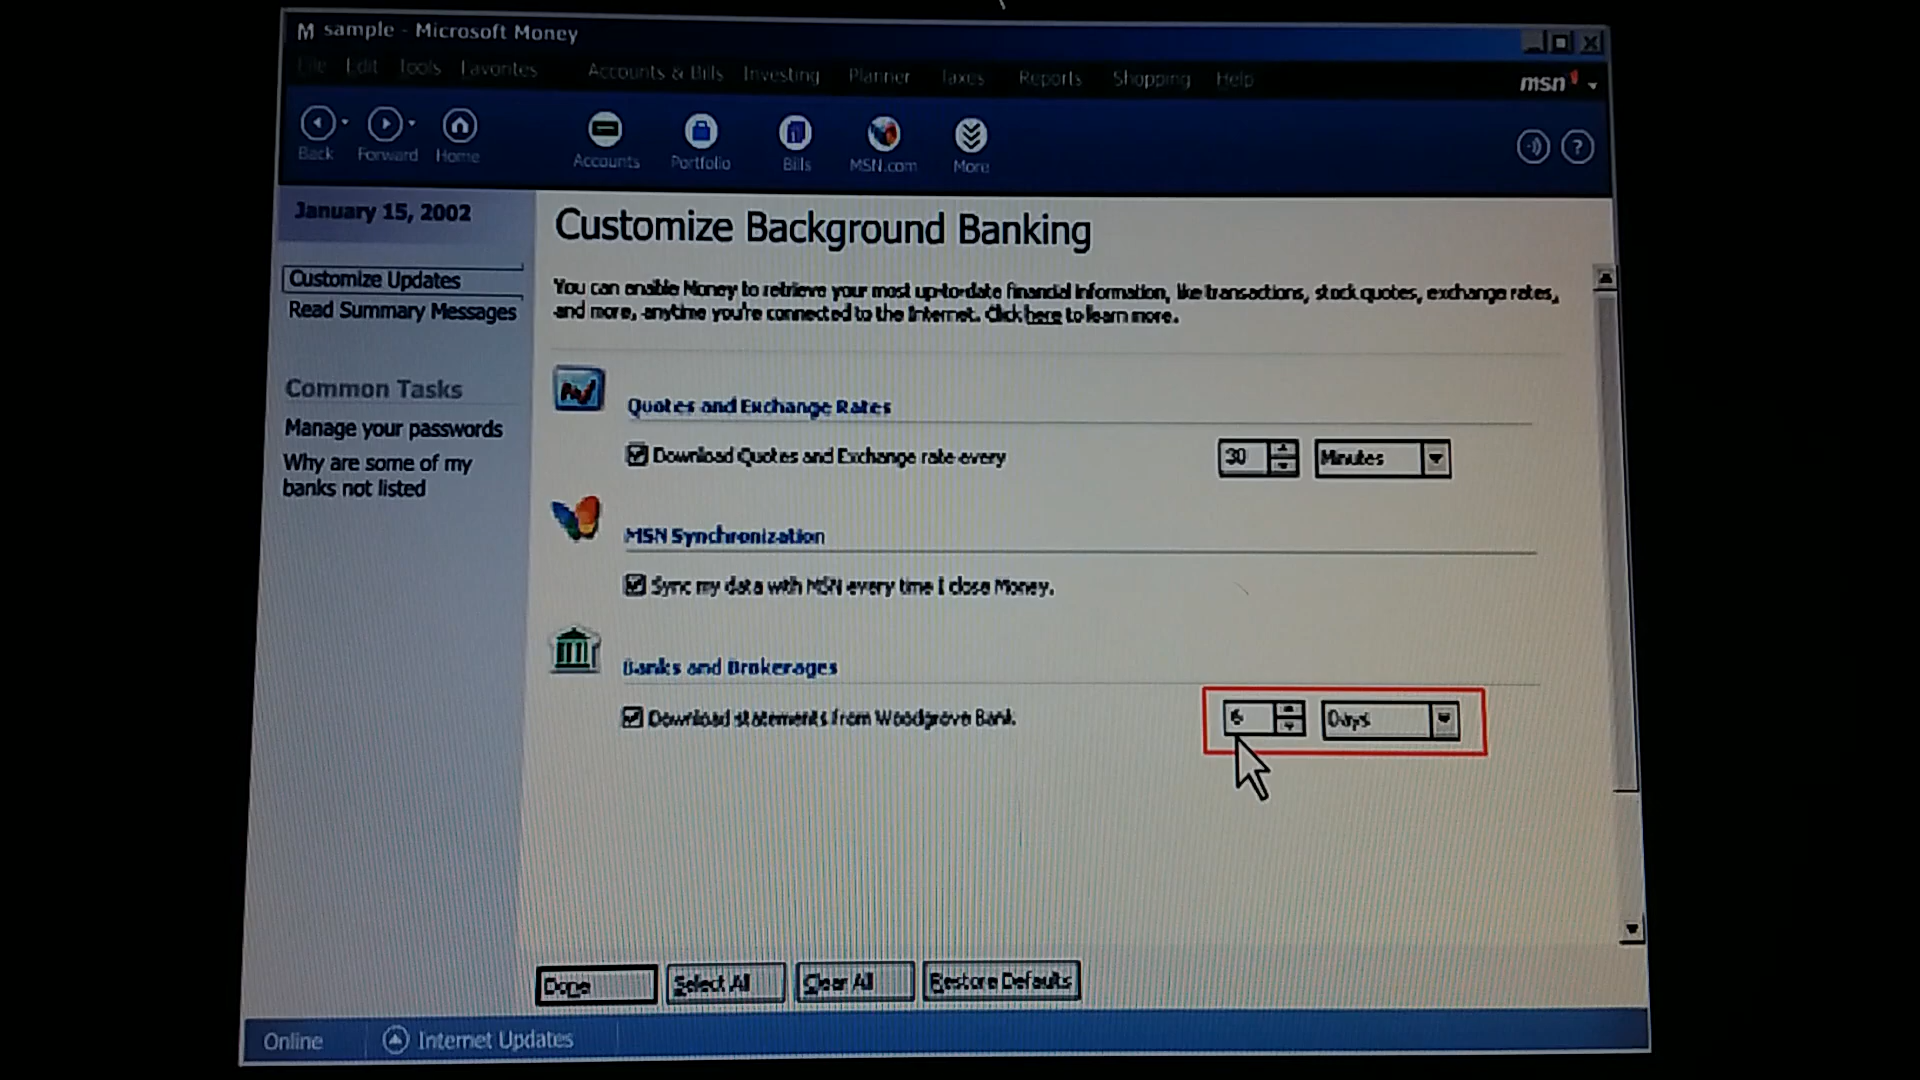 sample - Microsoft Money
File Edit Tools Favorites Accounts & Bills Investing Planner Taxes Reports Shopping Help
msn
Back Forward Home Accounts Portfolio Bills MSN.com More
January 15, 2002
Customize Updates
Read Summary Messages
Common Tasks
Manage your passwords
Why are some of my
banks not listed
Customize Background Banking
You can enable Money to retrieve your most up-to-date financial information, like transactions, stock quotes, exchange rates,
and more, anytime you're connected to the Internet. Click here to learn more.
Quotes and Exchange Rates
Download Quotes and Exchange rate every 30 Minutes
MSN Synchronization
Sync my data with MSN every time I close Money.
Banks and Brokerages
Download statements from Woodgrove Bank. Days
Done Select All Clear All Restore Defaults
Online Internet Updates